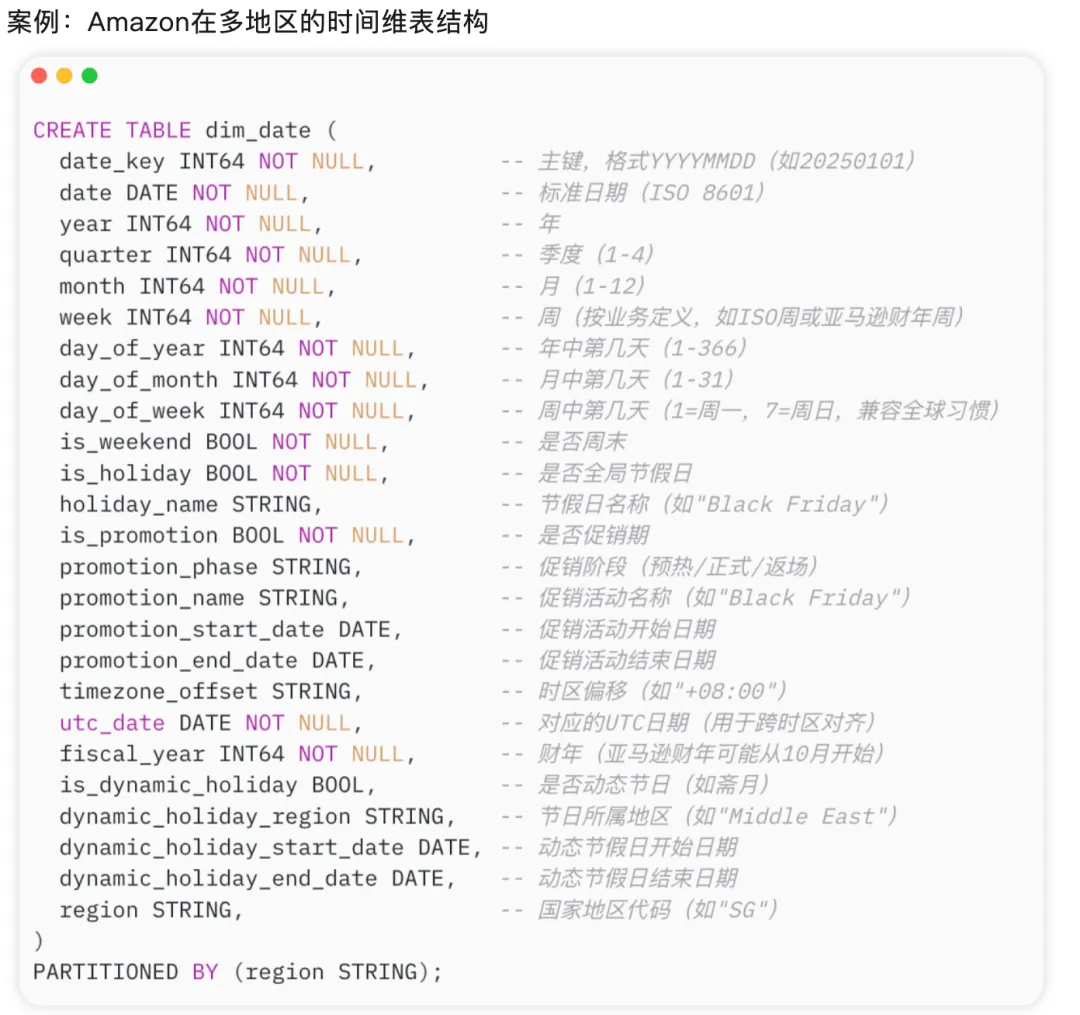 案例：Amazon在多地区的时间维表结构
CREATE TABLE dim_date (
date_key INT64 NOT NULL, -- 主键，格式YYYYMMDD（如20250101）
date DATE NOT NULL, -- 标准日期（ISO 8601）
year INT64 NOT NULL, -- 年
quarter INT64 NOT NULL, -- 季度（1-4）
month INT64 NOT NULL, -- 月（1-12）
week INT64 NOT NULL, -- 周（按业务定义，如ISO周或亚马逊财年周）
day_of_year INT64 NOT NULL, -- 年中第几天（1-366）
day_of_month INT64 NOT NULL, -- 月中第几天（1-31）
day_of_week INT64 NOT NULL, -- 周中第几天（1=周一，7=周日，兼容全球习惯）
is_weekend BOOL NOT NULL, -- 是否周末
is_holiday BOOL NOT NULL, -- 是否全局节假日
holiday_name STRING, -- 节假日名称（如"Black Friday"）
is_promotion BOOL NOT NULL, -- 是否促销期
promotion_phase STRING, -- 促销阶段（预热/正式/返场）
promotion_name STRING, -- 促销活动名称（如"Black Friday"）
promotion_start_date DATE, -- 促销活动开始日期
promotion_end_date DATE, -- 促销活动结束日期
timezone_offset STRING, -- 时区偏移（如"+08:00"）
utc_date DATE NOT NULL, -- 对应的UTC日期（用于跨时区对齐）
fiscal_year INT64 NOT NULL, -- 财年（亚马逊财年可能从10月开始）
is_dynamic_holiday BOOL, -- 是否动态节日（如斋月）
dynamic_holiday_region STRING, -- 节日所属地区（如"Middle East"）
dynamic_holiday_start_date DATE, -- 动态节假日开始日期
dynamic_holiday_end_date DATE, -- 动态节假日结束日期
region STRING, -- 国家地区代码（如"SG"）
)
PARTITIONED BY (region STRING);